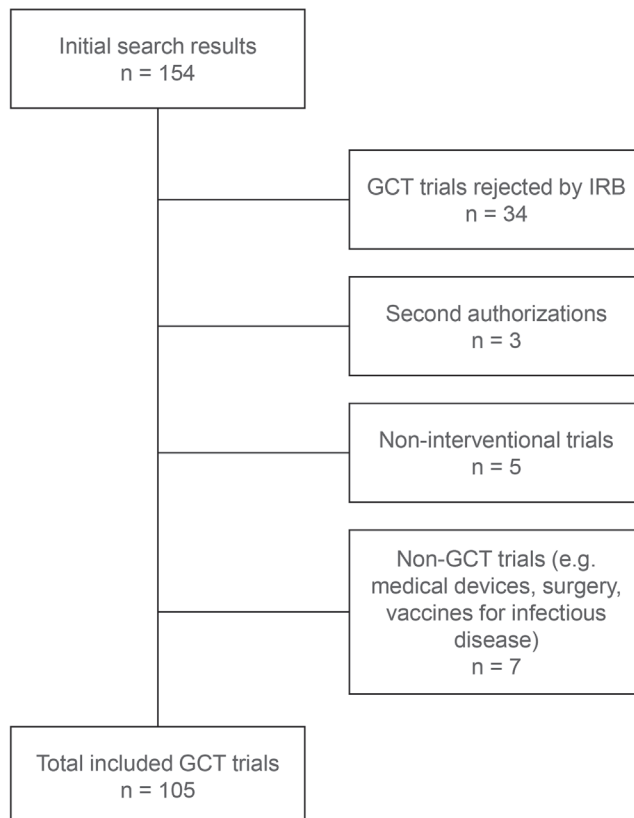 Initial search results
n = 154
GCT trials rejected by IRB
n = 34
Second authorizations
n = 3
Non-interventional trials
n = 5
Non-GCT trials (e.g.
medical devices, surgery,
vaccines for infectious
disease)
n = 7
Total included GCT trials
n = 105